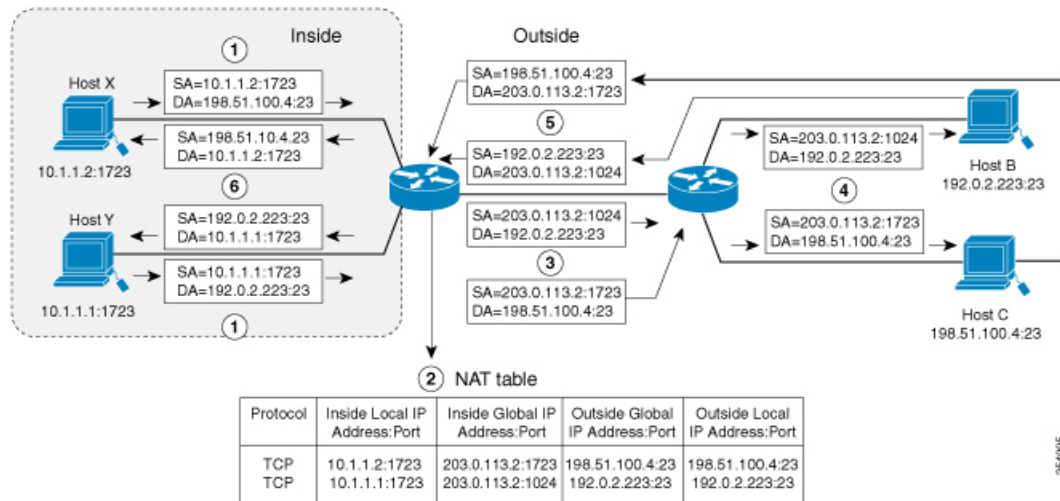 Inside
Outside
1
Host X
SA=10.1.1.2:1723
DA=198.51.100.4:23
SA=198.51.10.4.23
DA=10.1.1.2:1723
10.1.1.2:1723
6
Host Y
SA=192.0.2.223:23
DA=10.1.1.1:1723
SA=10.1.1.1:1723
DA=192.0.2.223:23
10.1.1.1:1723
1
SA=198.51.100.4:23
DA=203.0.113.2:1723
5
SA=192.0.2.223:23
DA=203.0.113.2:1024
SA=203.0.113.2:1024
DA=192.0.2.223:23
3
SA=203.0.113.2:1723
DA=198.51.100.4:23
SA=203.0.113.2:1024
DA=192.0.2.223:23
Host B
192.0.2.223:23
4
SA=203.0.113.2:1723
DA=198.51.100.4:23
Host C
198.51.100.4:23
2 NAT table
Protocol Inside Local IP Address:Port Inside Global IP Address:Port Outside Global IP Address:Port Outside Local IP Address:Port
TCP 10.1.1.2:1723 203.0.113.2:1723 198.51.100.4:23 198.51.100.4:23
TCP 10.1.1.1:1723 203.0.113.2:1024 192.0.2.223:23 192.0.2.223:23